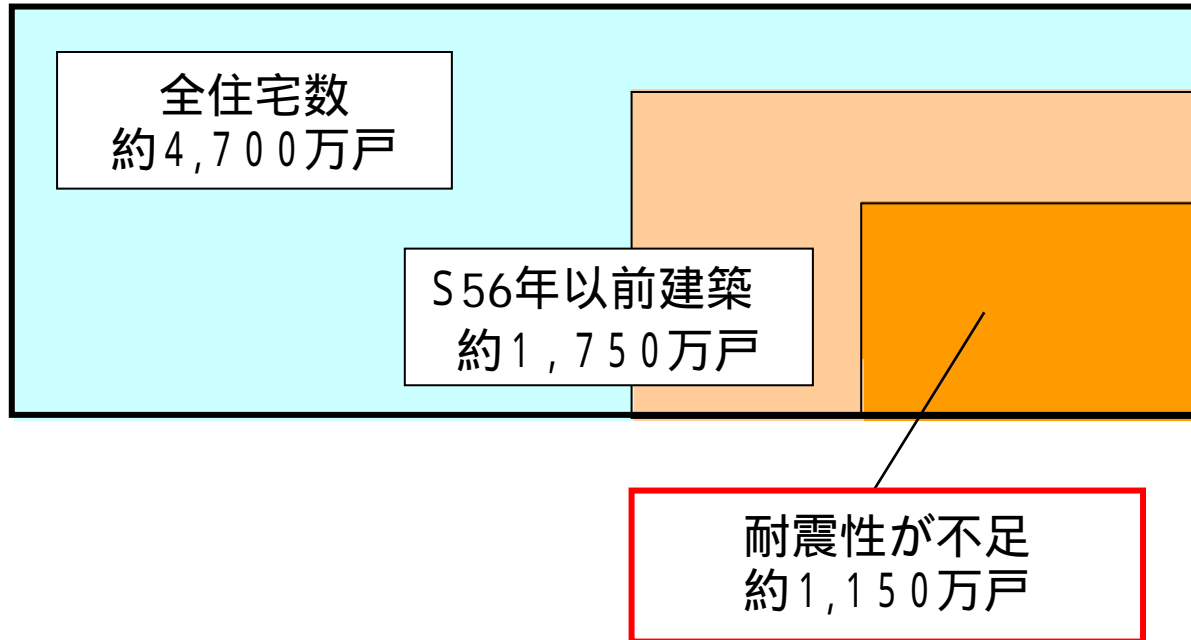 全住宅数
約4,700万戸
S56年以前建築
約1,750万戸
耐震性が不足
約1,150万戸